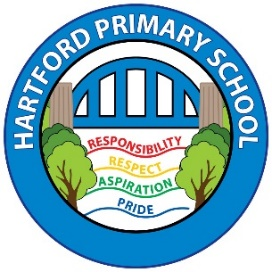 HARTFORD PRIMARY SCHOOL
RESPONSIBILITY
RESPECT
ASPIRATION
PRIDE